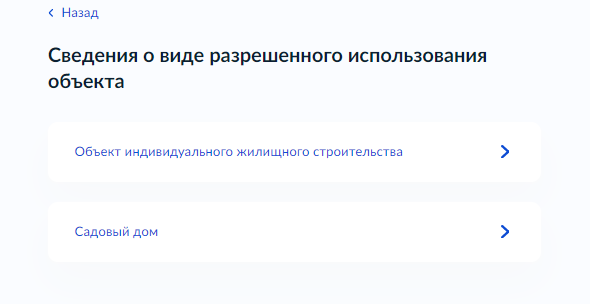 Назад
Сведения о виде разрешенного использования
объекта
Объект индивидуального жилищного строительства
Садовый дом